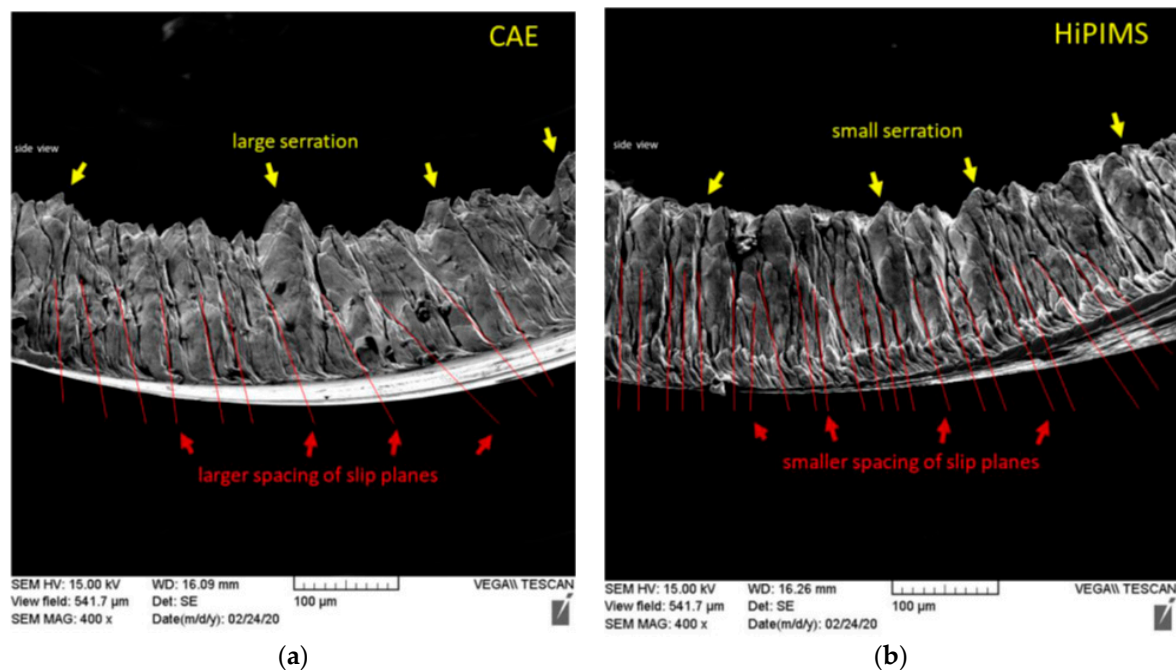 CAE
large serration
side view
larger spacing of slip planes
SEM HV: 15.00 kV WD: 16.09 mm
View field: 541.7 µm Det: SE 100 µm
SEM MAG: 400 x Date(m/d/y): 02/24/20
VEGA\\ TESCAN
(a)
HiPIMS
small serration
side view
smaller spacing of slip planes
SEM HV: 15.00 kV WD: 16.26 mm
View field: 541.7 µm Det: SE 100 µm
SEM MAG: 400 x Date(m/d/y): 02/24/20
VEGA\\ TESCAN
(b)